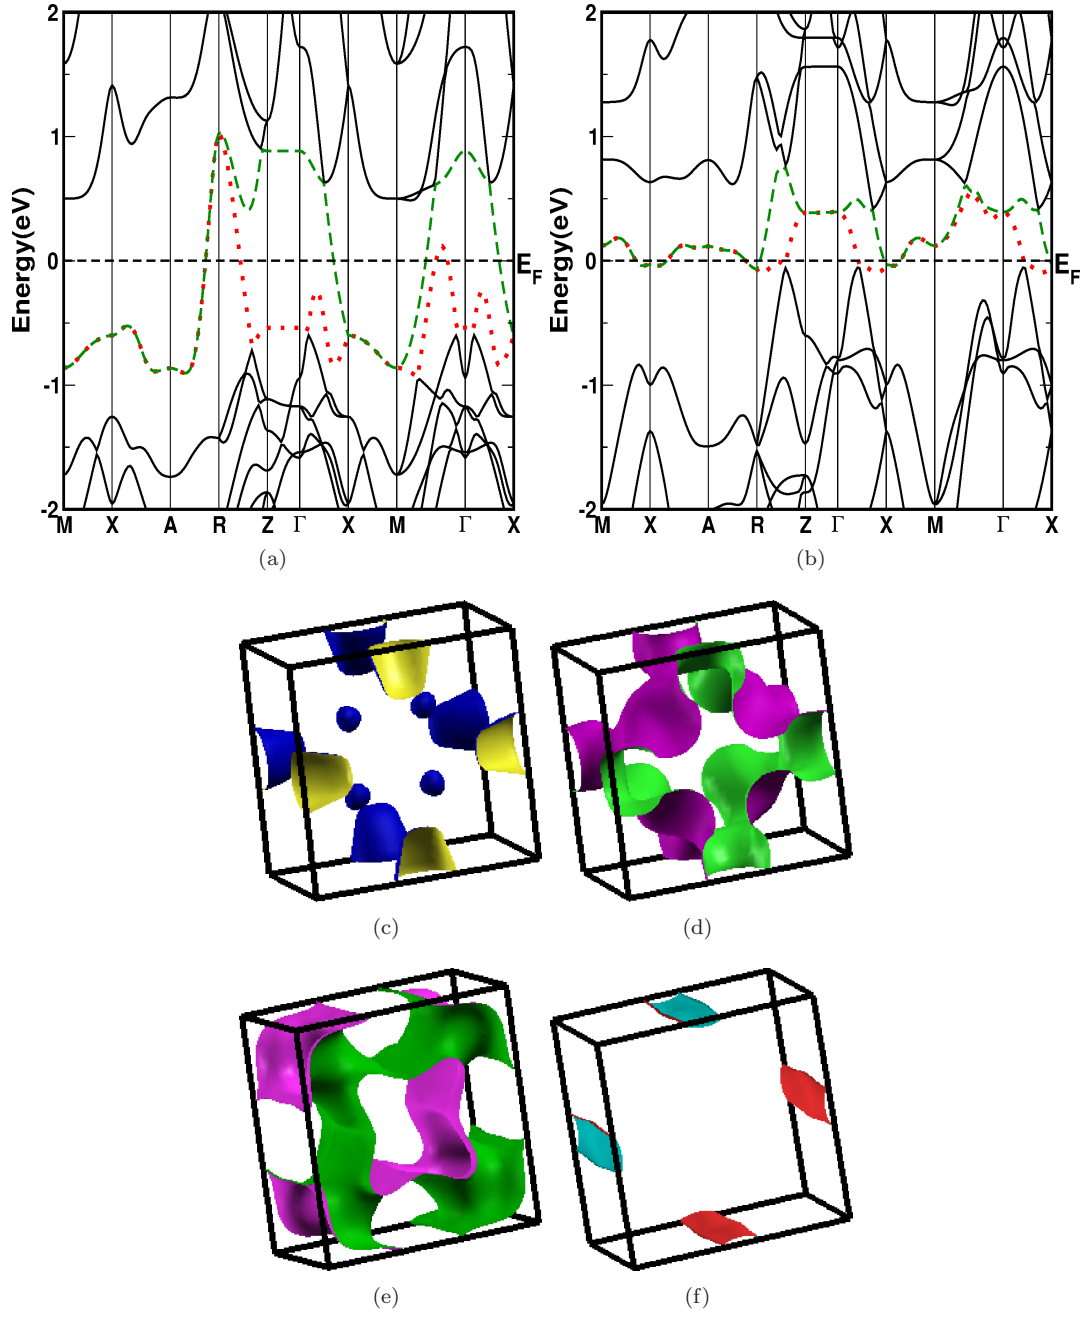 2
1
0
-1
-2
Energy(eV)
M X A R Z Γ X M Γ X
E_F
(a)
2
1
0
-1
-2
Energy(eV)
M X A R Z Γ X M Γ X
E_F
(b)
(c)
(d)
(e)
(f)